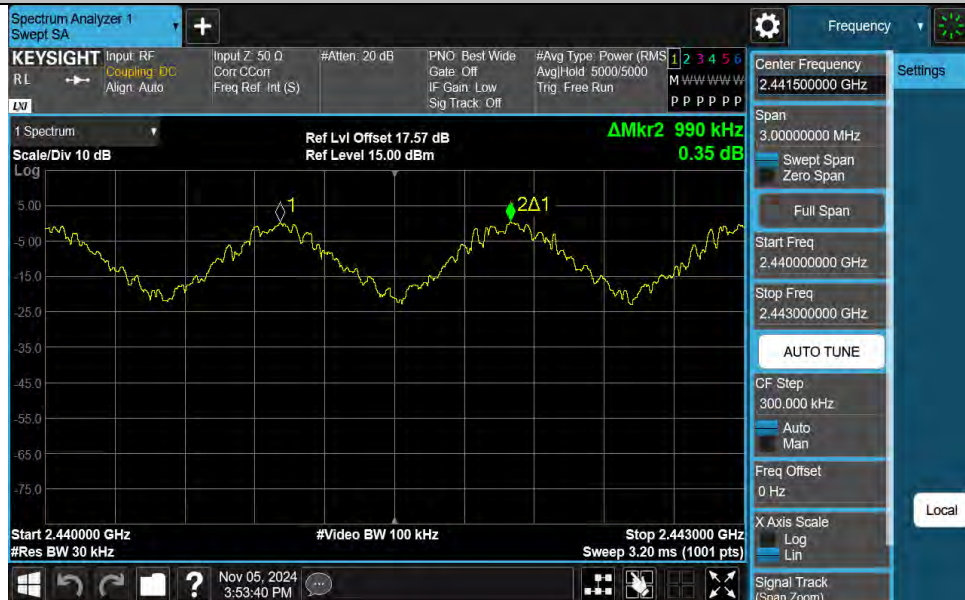 Spectrum Analyzer 1
Swept SA
+
Frequency
KEYSIGHT
RL
LXI
Input: RF
Coupling: DC
Align: Auto
Input Z: 50 Ω
Corr CCorr
Freq Ref: Int (S)
#Atten: 20 dB
PNO: Best Wide
Gate: Off
IF Gain: Low
Sig Track: Off
#Avg Type: Power (RMS
Avg|Hold: 5000/5000
Trig: Free Run
1 2 3 4 5 6
M W W W W W
P P P P P P
1 Spectrum
Scale/Div 10 dB
Log
Ref Lvl Offset 17.57 dB
Ref Level 15.00 dBm
ΔMkr2 990 kHz
0.35 dB
5.00
-5.00
-15.0
-25.0
-35.0
-45.0
-55.0
-65.0
-75.0
1
2Δ1
Start 2.440000 GHz
#Res BW 30 kHz
#Video BW 100 kHz
Stop 2.443000 GHz
Sweep 3.20 ms (1001 pts)
?
Nov 05, 2024
3:53:40 PM
Center Frequency
2.441500000 GHz
Span
3.00000000 MHz
Swept Span
Zero Span
Full Span
Start Freq
2.440000000 GHz
Stop Freq
2.443000000 GHz
AUTO TUNE
CF Step
300.000 kHz
Auto
Man
Freq Offset
0 Hz
X Axis Scale
Log
Lin
Signal Track
(Span Zoom)
Settings
Local